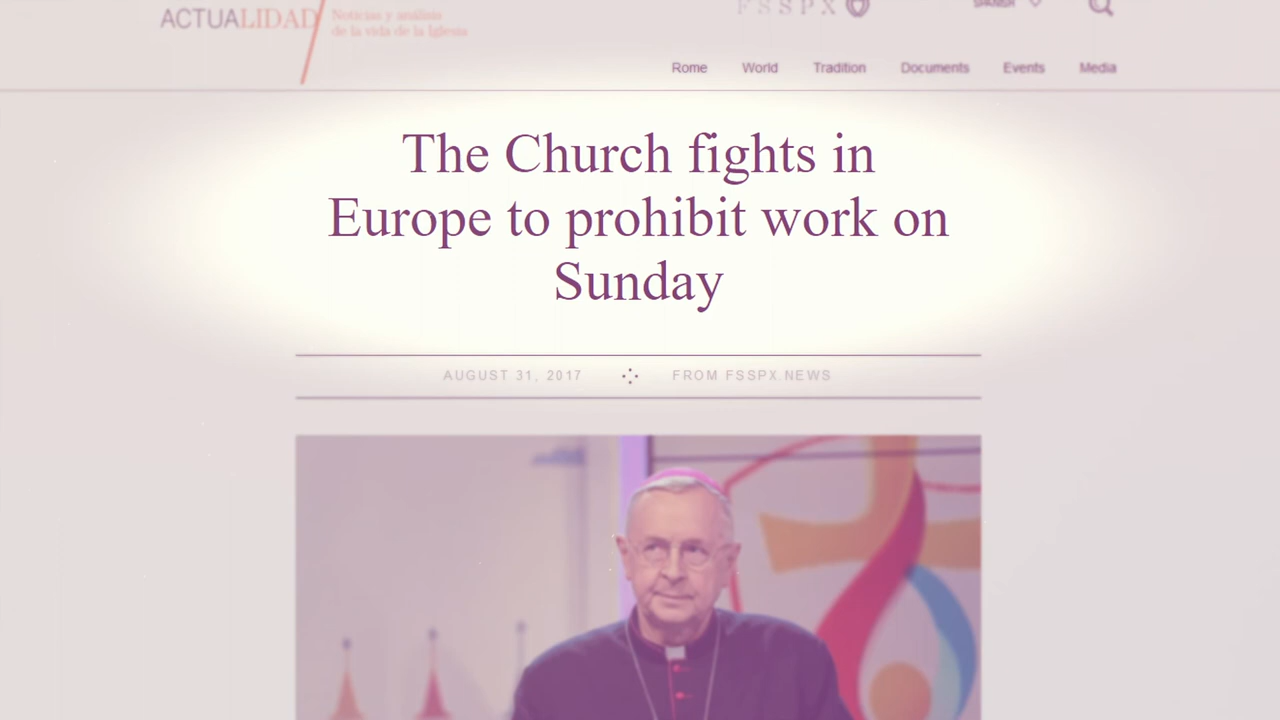 ACTUALIDAD
Noticias y análisis
de la vida de la Iglesia
FSSPX
SPANISH
Rome World Tradition Documents Events Media
The Church fights in
Europe to prohibit work on
Sunday
AUGUST 31, 2017 FROM FSSPX.NEWS